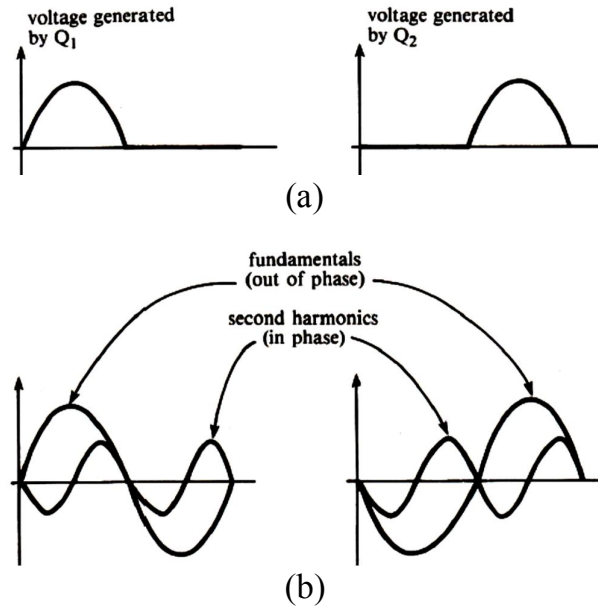 voltage generated
by Q₁
voltage generated
by Q₂
(a)
fundamentals
(out of phase)
second harmonics
(in phase)
(b)